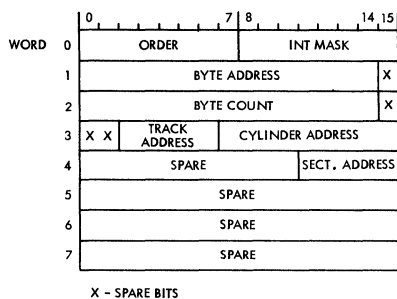 0 7 8 14 15
WORD 0 ORDER INT MASK
1 BYTE ADDRESS X
2 BYTE COUNT X
3 X X TRACK ADDRESS CYLINDER ADDRESS
4 SPARE SECT. ADDRESS
5 SPARE
6 SPARE
7 SPARE
X - SPARE BITS